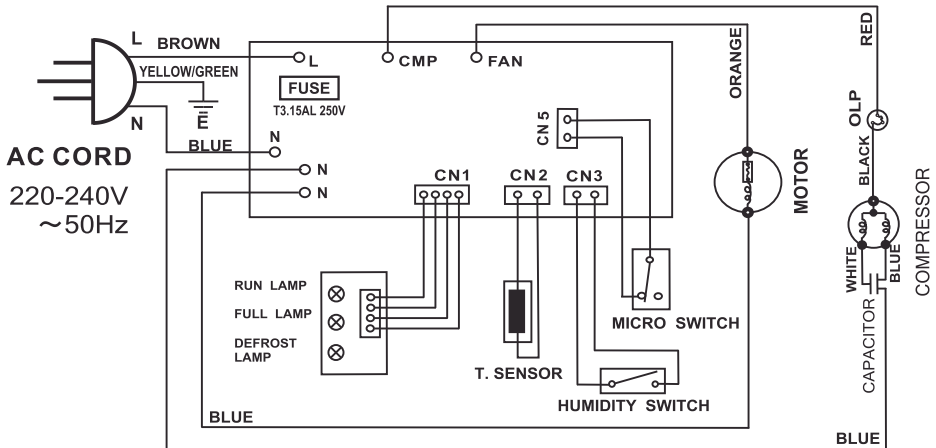 L
BROWN
YELLOW/GREEN
E
N
BLUE
AC CORD
220-240V
～50Hz
L
CMP
FAN
FUSE
T3.15AL 250V
N
N
N
CN 5
CN1
CN2
CN3
ORANGE
MOTOR
RED
OLP
BLACK
COMPRESSOR
WHITE
BLUE
CAPACITOR
RUN LAMP
FULL LAMP
DEFROST
LAMP
T. SENSOR
MICRO SWITCH
HUMIDITY SWITCH
BLUE
BLUE